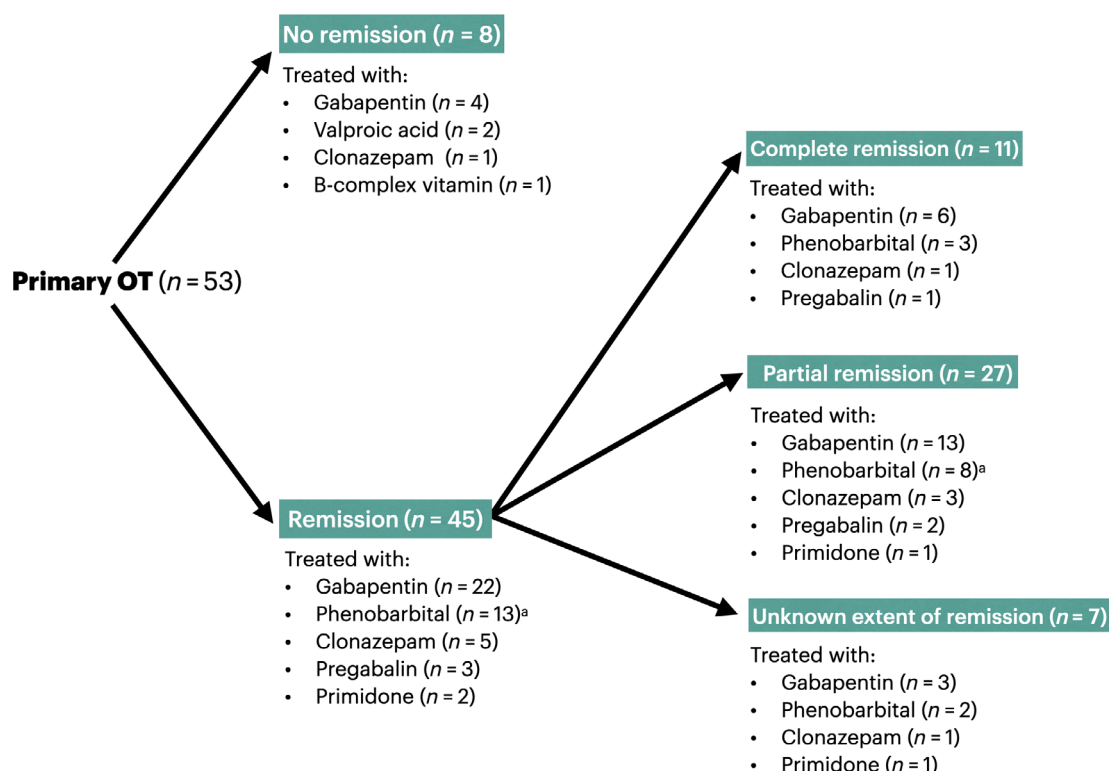 No remission (n = 8)
Treated with:
• Gabapentin (n = 4)
• Valproic acid (n = 2)
• Clonazepam (n = 1)
• B-complex vitamin (n = 1)
Primary OT (n = 53)
Remission (n = 45)
Treated with:
• Gabapentin (n = 22)
• Phenobarbital (n = 13)ᵃ
• Clonazepam (n = 5)
• Pregabalin (n = 3)
• Primidone (n = 2)
Complete remission (n = 11)
Treated with:
• Gabapentin (n = 6)
• Phenobarbital (n = 3)
• Clonazepam (n = 1)
• Pregabalin (n = 1)
Partial remission (n = 27)
Treated with:
• Gabapentin (n = 13)
• Phenobarbital (n = 8)ᵃ
• Clonazepam (n = 3)
• Pregabalin (n = 2)
• Primidone (n = 1)
Unknown extent of remission (n = 7)
Treated with:
• Gabapentin (n = 3)
• Phenobarbital (n = 2)
• Clonazepam (n = 1)
• Primidone (n = 1)